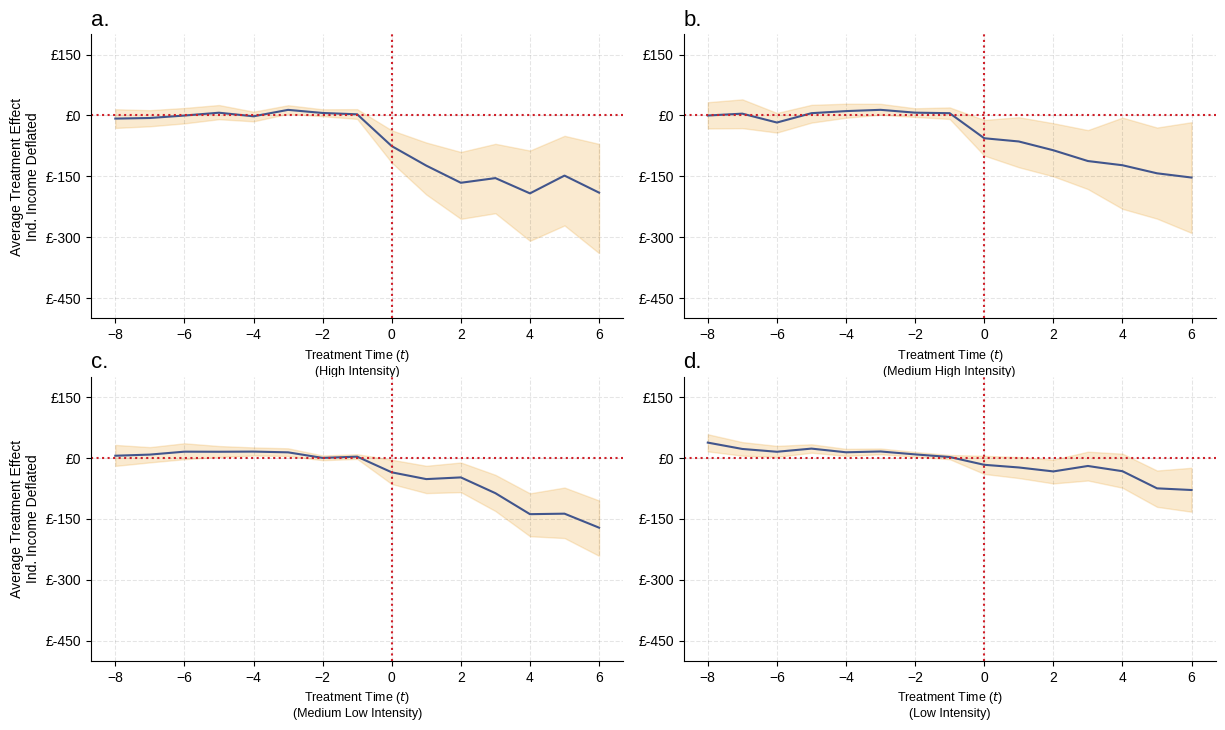 a.
£150
£0
£-150
£-300
£-450
Average Treatment Effect
Ind. Income Deflated
−8 −6 −4 −2 0 2 4 6
Treatment Time (t)
(High Intensity)
b.
£150
£0
£-150
£-300
£-450
−8 −6 −4 −2 0 2 4 6
Treatment Time (t)
(Medium High Intensity)
c.
£150
£0
£-150
£-300
£-450
Average Treatment Effect
Ind. Income Deflated
−8 −6 −4 −2 0 2 4 6
Treatment Time (t)
(Medium Low Intensity)
d.
£150
£0
£-150
£-300
£-450
−8 −6 −4 −2 0 2 4 6
Treatment Time (t)
(Low Intensity)